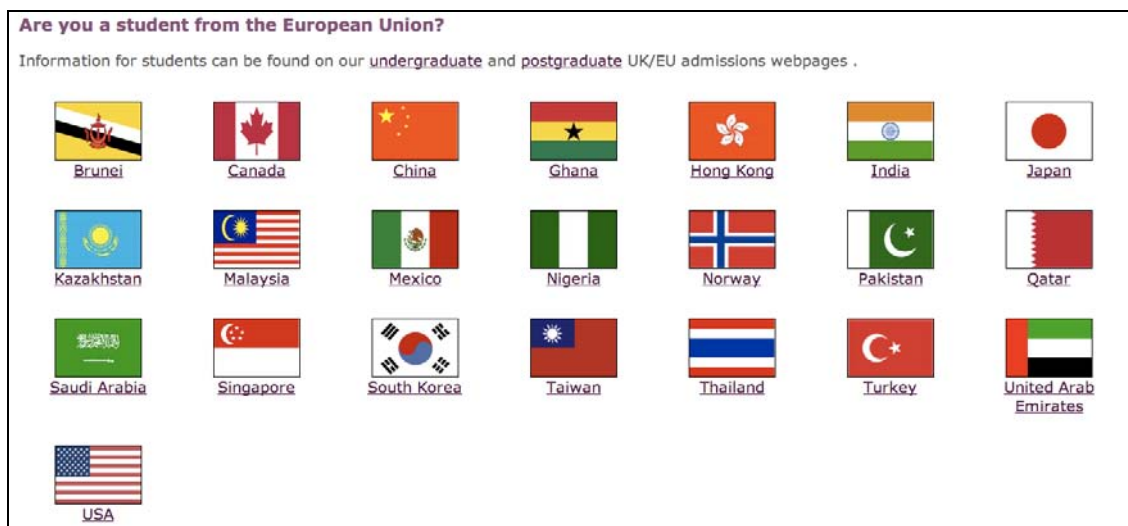 Are you a student from the European Union?
Information for students can be found on our undergraduate and postgraduate UK/EU admissions webpages .
Brunei Canada China Ghana Hong Kong India Japan
Kazakhstan Malaysia Mexico Nigeria Norway Pakistan Qatar
Saudi Arabia Singapore South Korea Taiwan Thailand Turkey United Arab
Emirates
USA